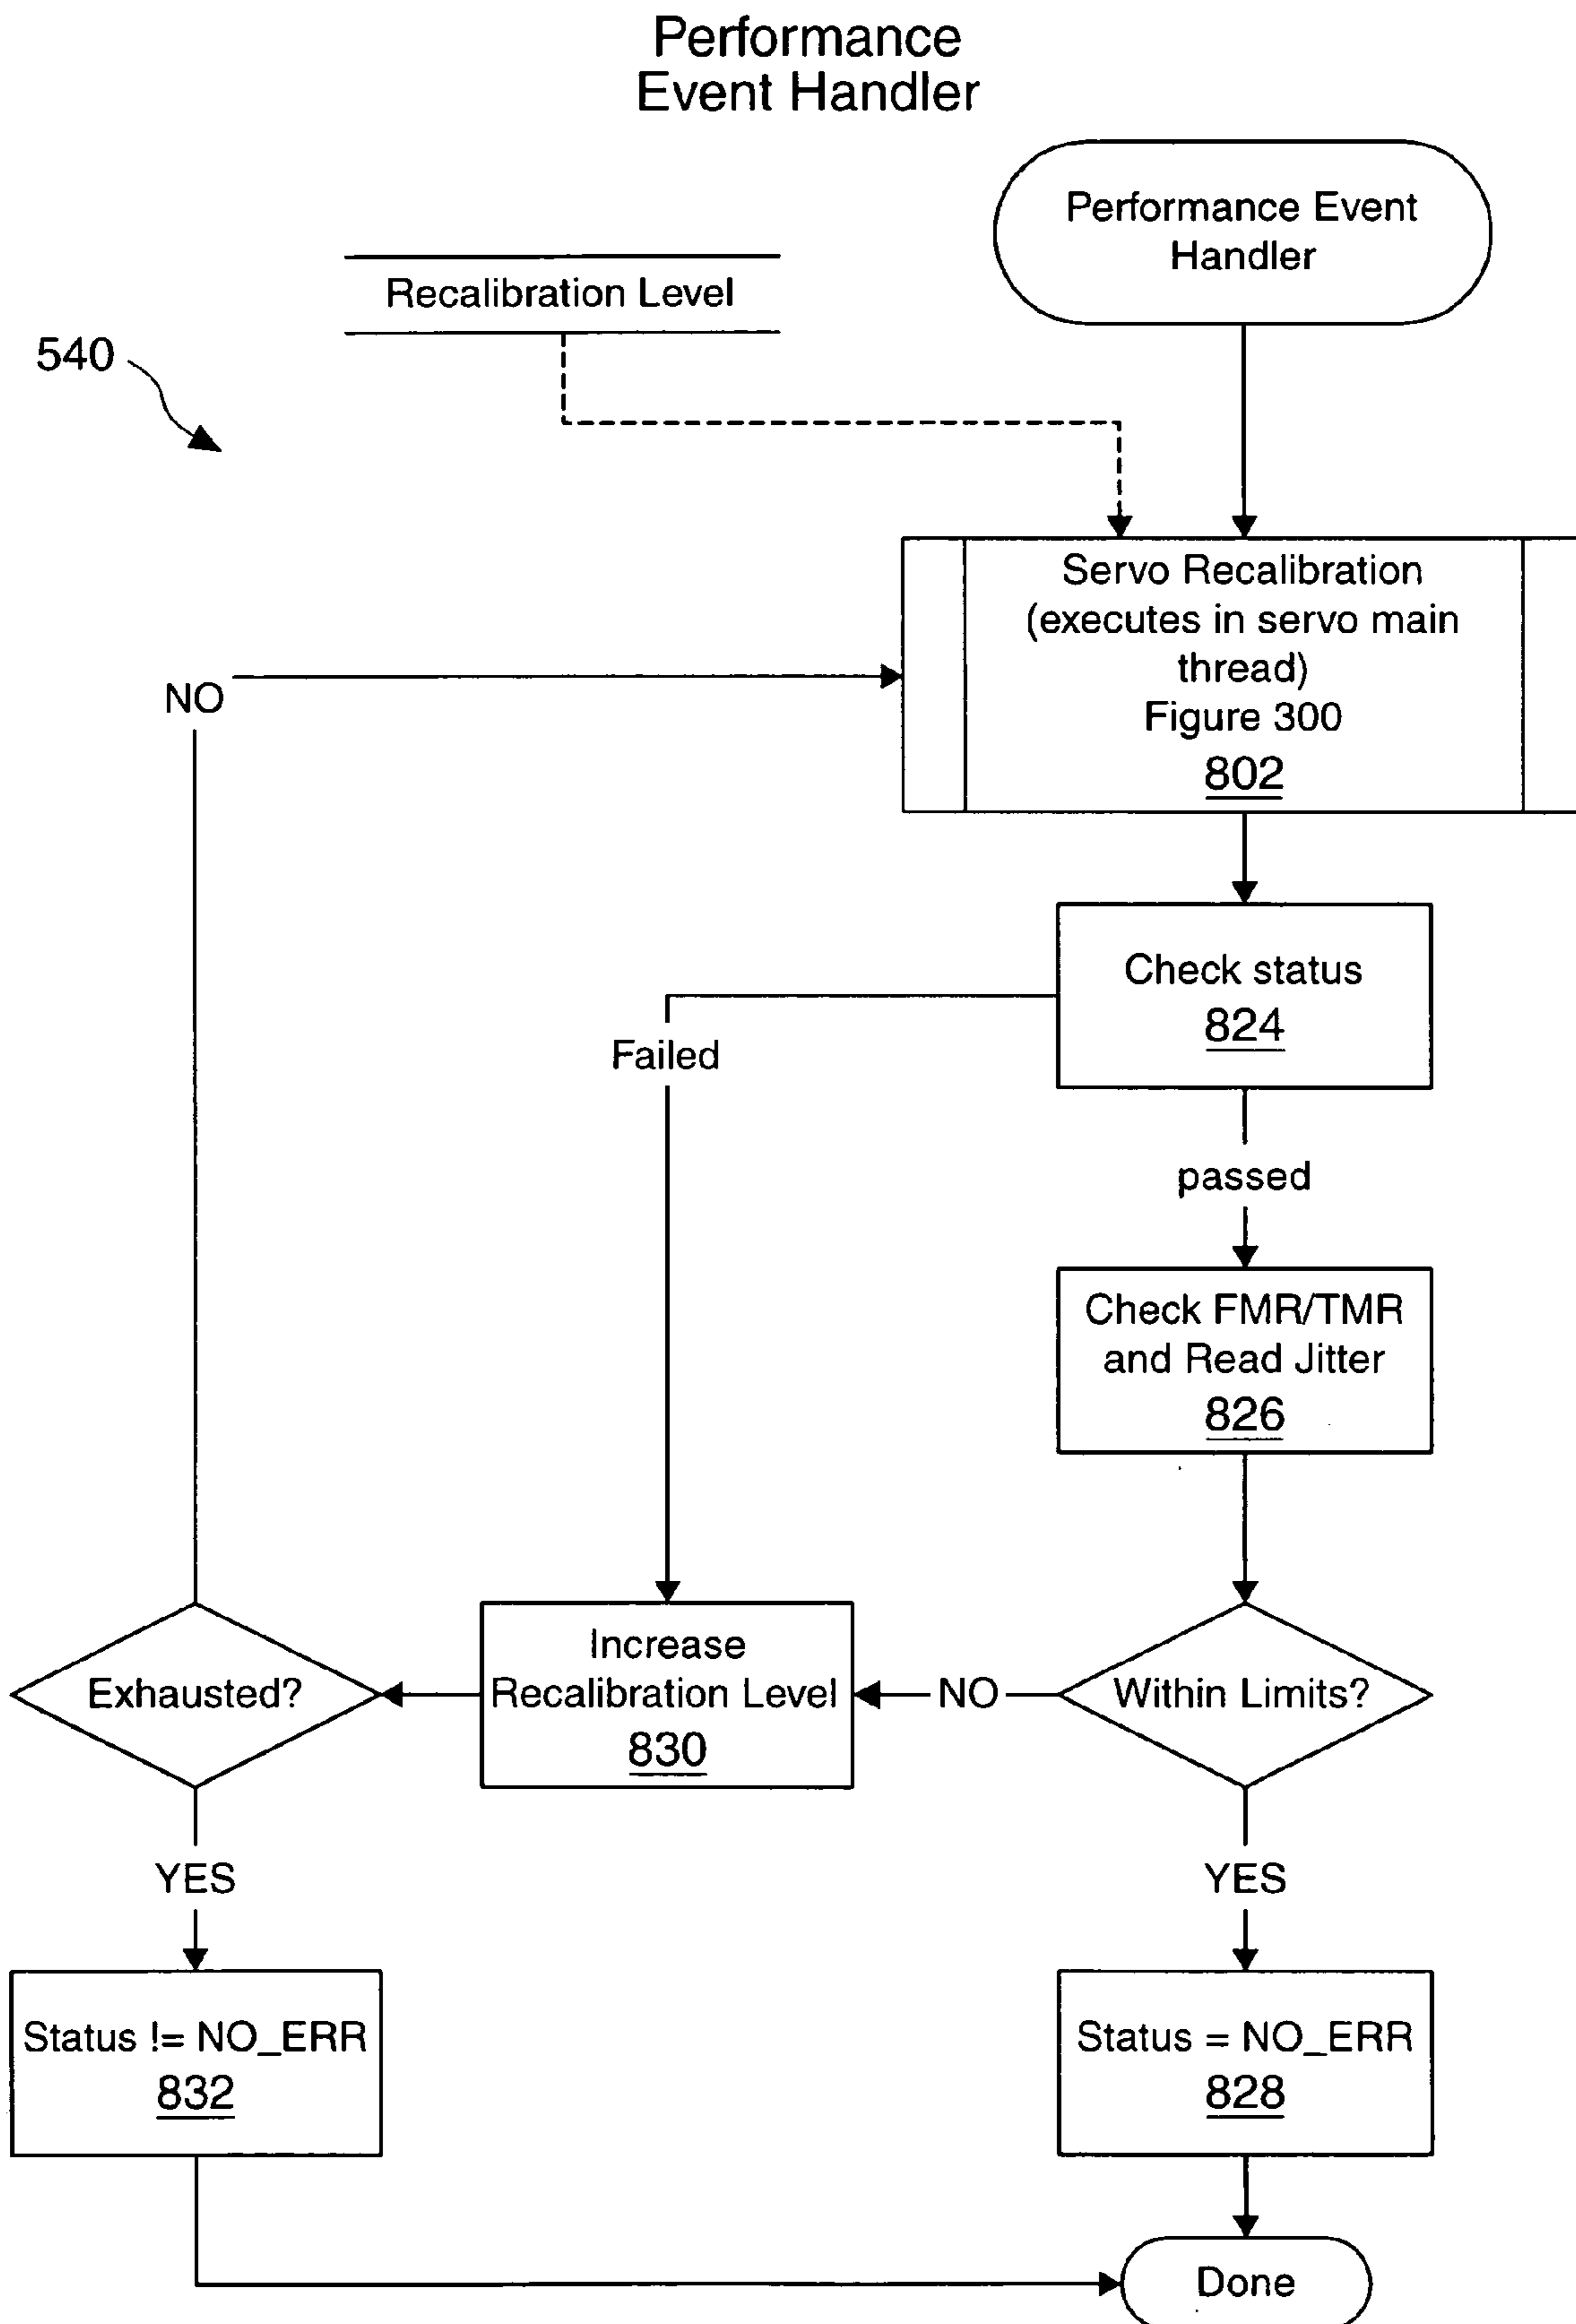 Performance
Event Handler
Performance Event
Handler
Recalibration Level
540
Servo Recalibration
(executes in servo main
thread)
Figure 300
802
NO
Check status
824
Failed
passed
Check FMR/TMR
and Read Jitter
826
Exhausted?
Increase
Recalibration Level
830
NO
Within Limits?
YES
YES
Status != NO_ERR
832
Status = NO_ERR
828
Done